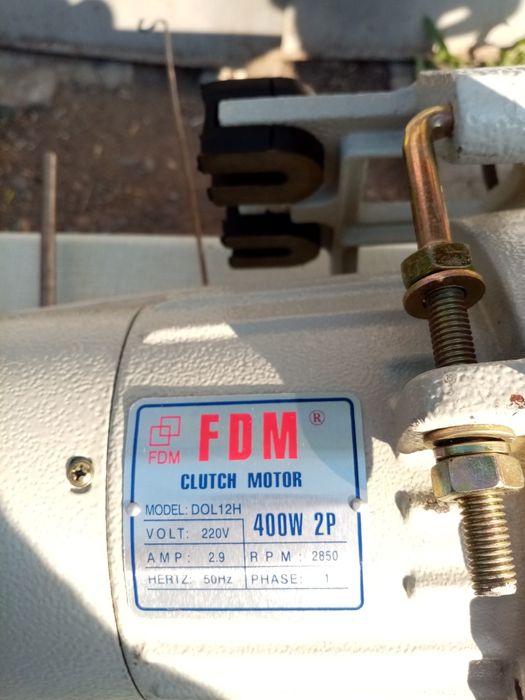 FDM ®
FDM
CLUTCH MOTOR
MODEL: DOL12H
VOLT: 220V
400W 2P
AMP: 2.9 RPM: 2850
HERTZ: 50Hz PHASE: 1